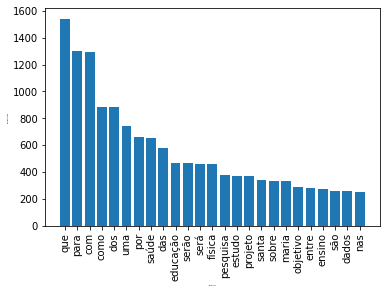 1600
1400
1200
1000
800
600
400
200
0
que
para
com
como
dos
uma
por
saúde
das
educação
serão
será
física
pesquisa
estudo
projeto
santa
sobre
maria
objetivo
entre
ensino
são
dados
nas